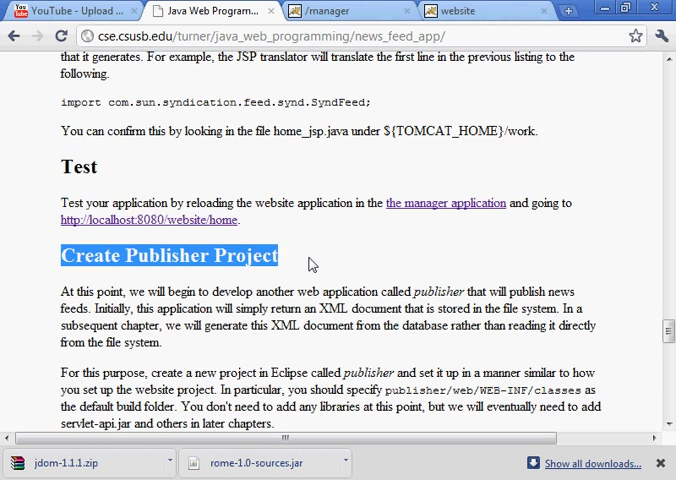 YouTube - Upload ...
Java Web Program...
/manager
website
cse.csusb.edu/turner/java_web_programming/news_feed_app/
that it generates. For example, the JSP translator will translate the first line in the previous listing to the
following.
import com.sun.syndication.feed.synd.SyndFeed;
You can confirm this by looking in the file home_jsp.java under ${TOMCAT_HOME}/work.
Test
Test your application by reloading the website application in the the manager application and going to
http://localhost:8080/website/home.
Create Publisher Project
At this point, we will begin to develop another web application called publisher that will publish news
feeds. Initially, this application will simply return an XML document that is stored in the file system. In a
subsequent chapter, we will generate this XML document from the database rather than reading it directly
from the file system.
For this purpose, create a new project in Eclipse called publisher and set it up in a manner similar to how
you set up the website project. In particular, you should specify publisher/web/WEB-INF/classes as
the default build folder. You don't need to add any libraries at this point, but we will eventually need to add
servlet-api.jar and others in later chapters.
jdom-1.1.1.zip
rome-1.0-sources.jar
Show all downloads...